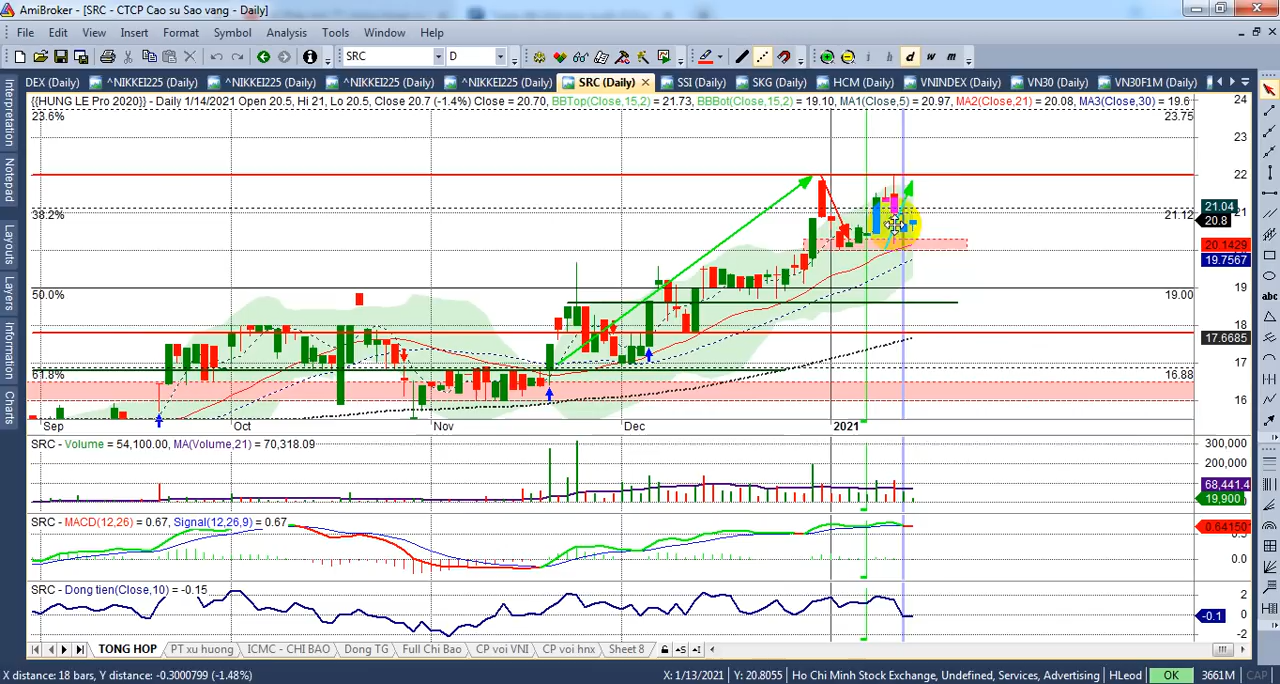 AmiBroker - [SRC - CTCP Cao su Sao vang - Daily]
File Edit View Insert Format Symbol Analysis Tools Window Help
SRC D i h d w m
DEX (Daily) ^NIKKEI225 (Daily) ^NIKKEI225 (Daily) ^NIKKEI225 (Daily) ^NIKKEI225 (Daily) SRC (Daily) SSI (Daily) SKG (Daily) HCM (Daily) VNINDEX (Daily) VN30 (Daily) VN30F1M (Daily)
{{HUNG LE Pro 2020}} - Daily 1/14/2021 Open 20.5, Hi 21, Lo 20.5, Close 20.7 (-1.4%) Close = 20.70, BBTop(Close,15,2) = 21.73, BBBot(Close,15,2) = 19.10, MA1(Close,5) = 20.97, MA2(Close,21) = 20.08, MA3(Close,30) = 19.6
Interpretation
Notepad
Layouts
Layers
Information
Charts
abc
24
23.6% 23.75
23
22
21.04
38.2% 21.12 21
20.8
20.1429
19.7567
50.0% 19.00 19
18
17.6685
17
61.8% 16.88
16
Sep Oct Nov Dec 2021
SRC - Volume = 54,100.00, MA(Volume,21) = 70,318.09
300,000
200,000
68,441.4
19,900
SRC - MACD(12,26) = 0.67, Signal(12,26,9) = 0.67
0.64150
0.0
SRC - Dong tien(Close,10) = -0.15
2
0
-0.1
-2
TONG HOP PT xu huong ICMC - CHI BAO Dong TG Full Chi Bao CP voi VNI CP voi hnx Sheet 8
X distance: 18 bars, Y distance: -0.3000799 (-1.48%) X: 1/13/2021 Y: 20.8055 Ho Chi Minh Stock Exchange, Undefined, Services, Advertising HLeod OK 3661M CAP